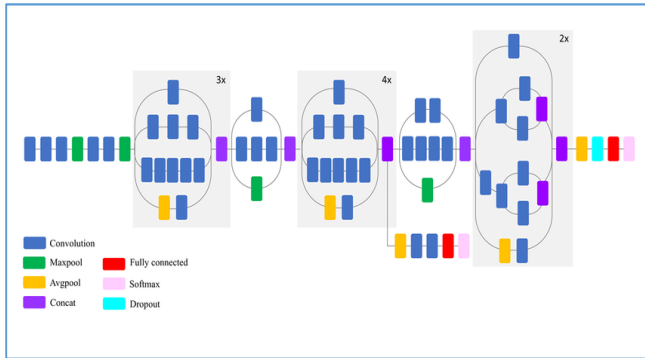 3x
4x
2x
Convolution
Maxpool
Avgpool
Concat
Fully connected
Softmax
Dropout